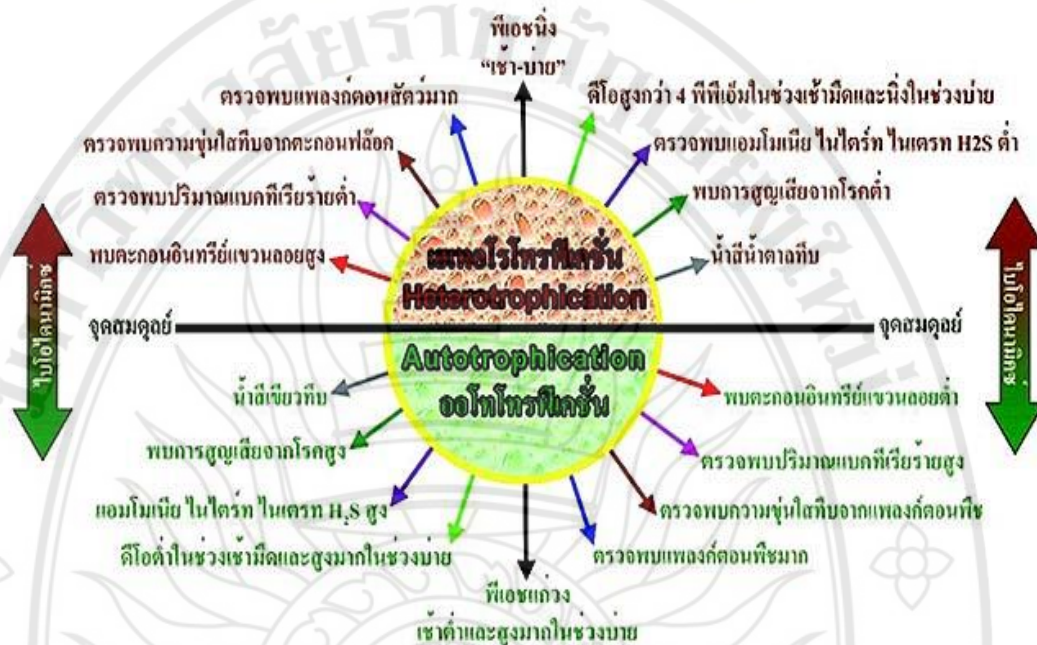 พีเอชนิ่ง
“เช้า-บ่าย”
ตรวจพบแพลงก์ตอนสัตว์มาก
ดีโอสูงกว่า 4 พีพีเอ็มในช่วงเช้ามืดและนิ่งในช่วงบ่าย
ตรวจพบความขุ่นใสทึบจากตะกอนฟล๊อค
ตรวจพบแอมโมเนีย ไนไตร์ท ไนเตรท H2S ต่ำ
ตรวจพบปริมาณแบคทีเรียร้ายต่ำ
พบการสูญเสียจากโรคต่ำ
พบตะกอนอินทรีย์แขวนลอยสูง
น้ำสีน้ำตาลทึบ
เฮทอโรโทรฟิเคชั่น
Heterotrophication
จุดสมดุลย์
จุดสมดุลย์
ไบโอไดนามิกซ์
ไบโอไดนามิกซ์
Autotrophication
ออโทโทรฟิเคชั่น
น้ำสีเขียวทึบ
พบตะกอนอินทรีย์แขวนลอยต่ำ
พบการสูญเสียจากโรคสูง
ตรวจพบปริมาณแบคทีเรียร้ายสูง
แอมโมเนีย ไนไตร์ท ไนเตรท H₂S สูง
ตรวจพบความขุ่นใสทึบจากแพลงก์ตอนพืช
ดีโอต่ำในช่วงเช้ามืดและสูงมากในช่วงบ่าย
ตรวจพบแพลงก์ตอนพืชมาก
พีเอชแกว่ง
เช้าต่ำและสูงมากในช่วงบ่าย